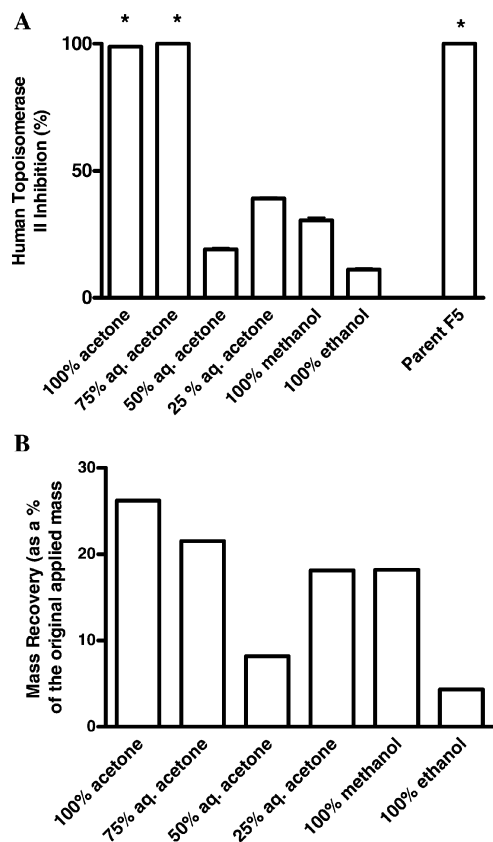 A
* * *
100
50
0
Human Topoisomerase
II Inhibition (%)
100% acetone
75% aq. acetone
50% aq. acetone
25 % aq. acetone
100% methanol
100% ethanol
Parent F5
B
30
20
10
0
Mass Recovery (as a %
of the original applied mass
100% acetone
75% aq. acetone
50% aq. acetone
25% aq. acetone
100% methanol
100% ethanol